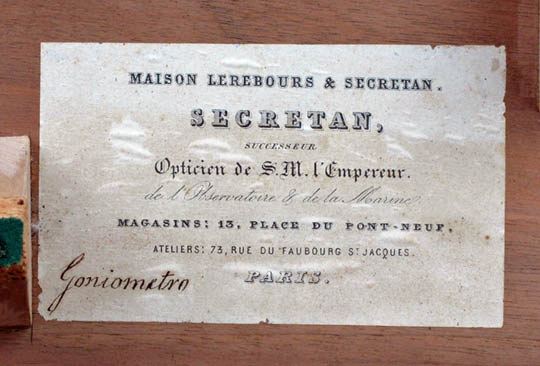 MAISON LEREBOURS & SECRETAN.
SECRETAN,
SUCCESSEUR
Opticien de S.M. l'Empereur.
de l'Observatoire & de la Marine.
MAGASINS: 13, PLACE DU PONT-NEUF,
ATELIERS: 73, RUE DU FAUBOURG ST JACQUES.
PARIS.
Goniometro